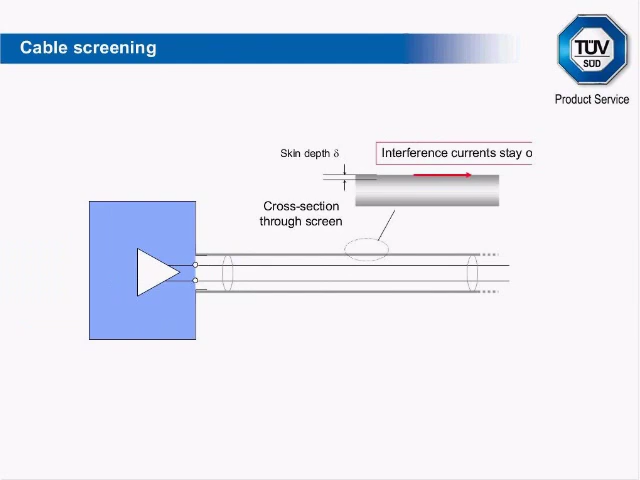 Cable screening
TÜV
SÜD
Product Service
Skin depth δ
Interference currents stay o
Cross-section
through screen